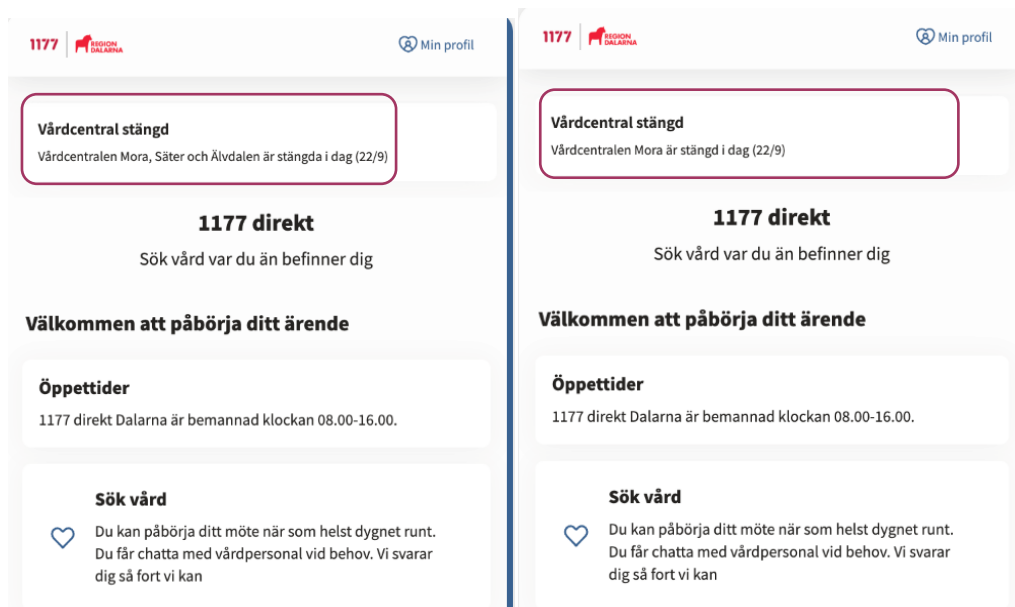 1177
REGION
DALARNA
Min profil
Vårdcentral stängd
Vårdcentralen Mora, Säter och Älvdalen är stängda i dag (22/9)
1177 direkt
Sök vård var du än befinner dig
Välkommen att påbörja ditt ärende
Öppettider
1177 direkt Dalarna är bemannad klockan 08.00-16.00.
Sök vård
Du kan påbörja ditt möte när som helst dygnet runt.
Du får chatta med vårdpersonal vid behov. Vi svarar
dig så fort vi kan
1177
REGION
DALARNA
Min profil
Vårdcentral stängd
Vårdcentralen Mora är stängd i dag (22/9)
1177 direkt
Sök vård var du än befinner dig
Välkommen att påbörja ditt ärende
Öppettider
1177 direkt Dalarna är bemannad klockan 08.00-16.00.
Sök vård
Du kan påbörja ditt möte när som helst dygnet runt.
Du får chatta med vårdpersonal vid behov. Vi svarar
dig så fort vi kan